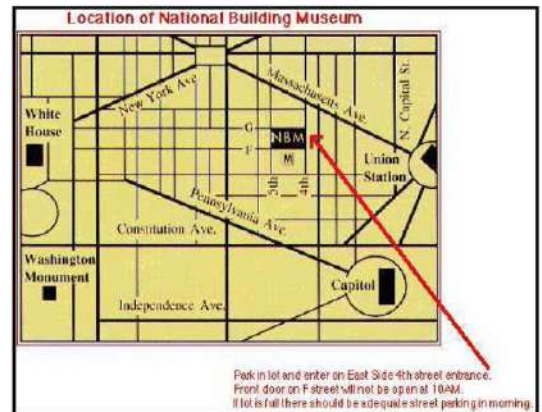 Location of National Building Museum
New York Ave.
Massachusetts Ave.
N. Capital St.
White
House
G
F
NBM
M
5th
4th
Union
Station
Pennsylvania Ave.
Constitution Ave.
Washington
Monument
Capitol
Independence Ave.
Park in lot and enter on East Side 4th street entrance.
Front door on F street will not be open at 10AM.
If lot is full there should be adequate street parking in morning.